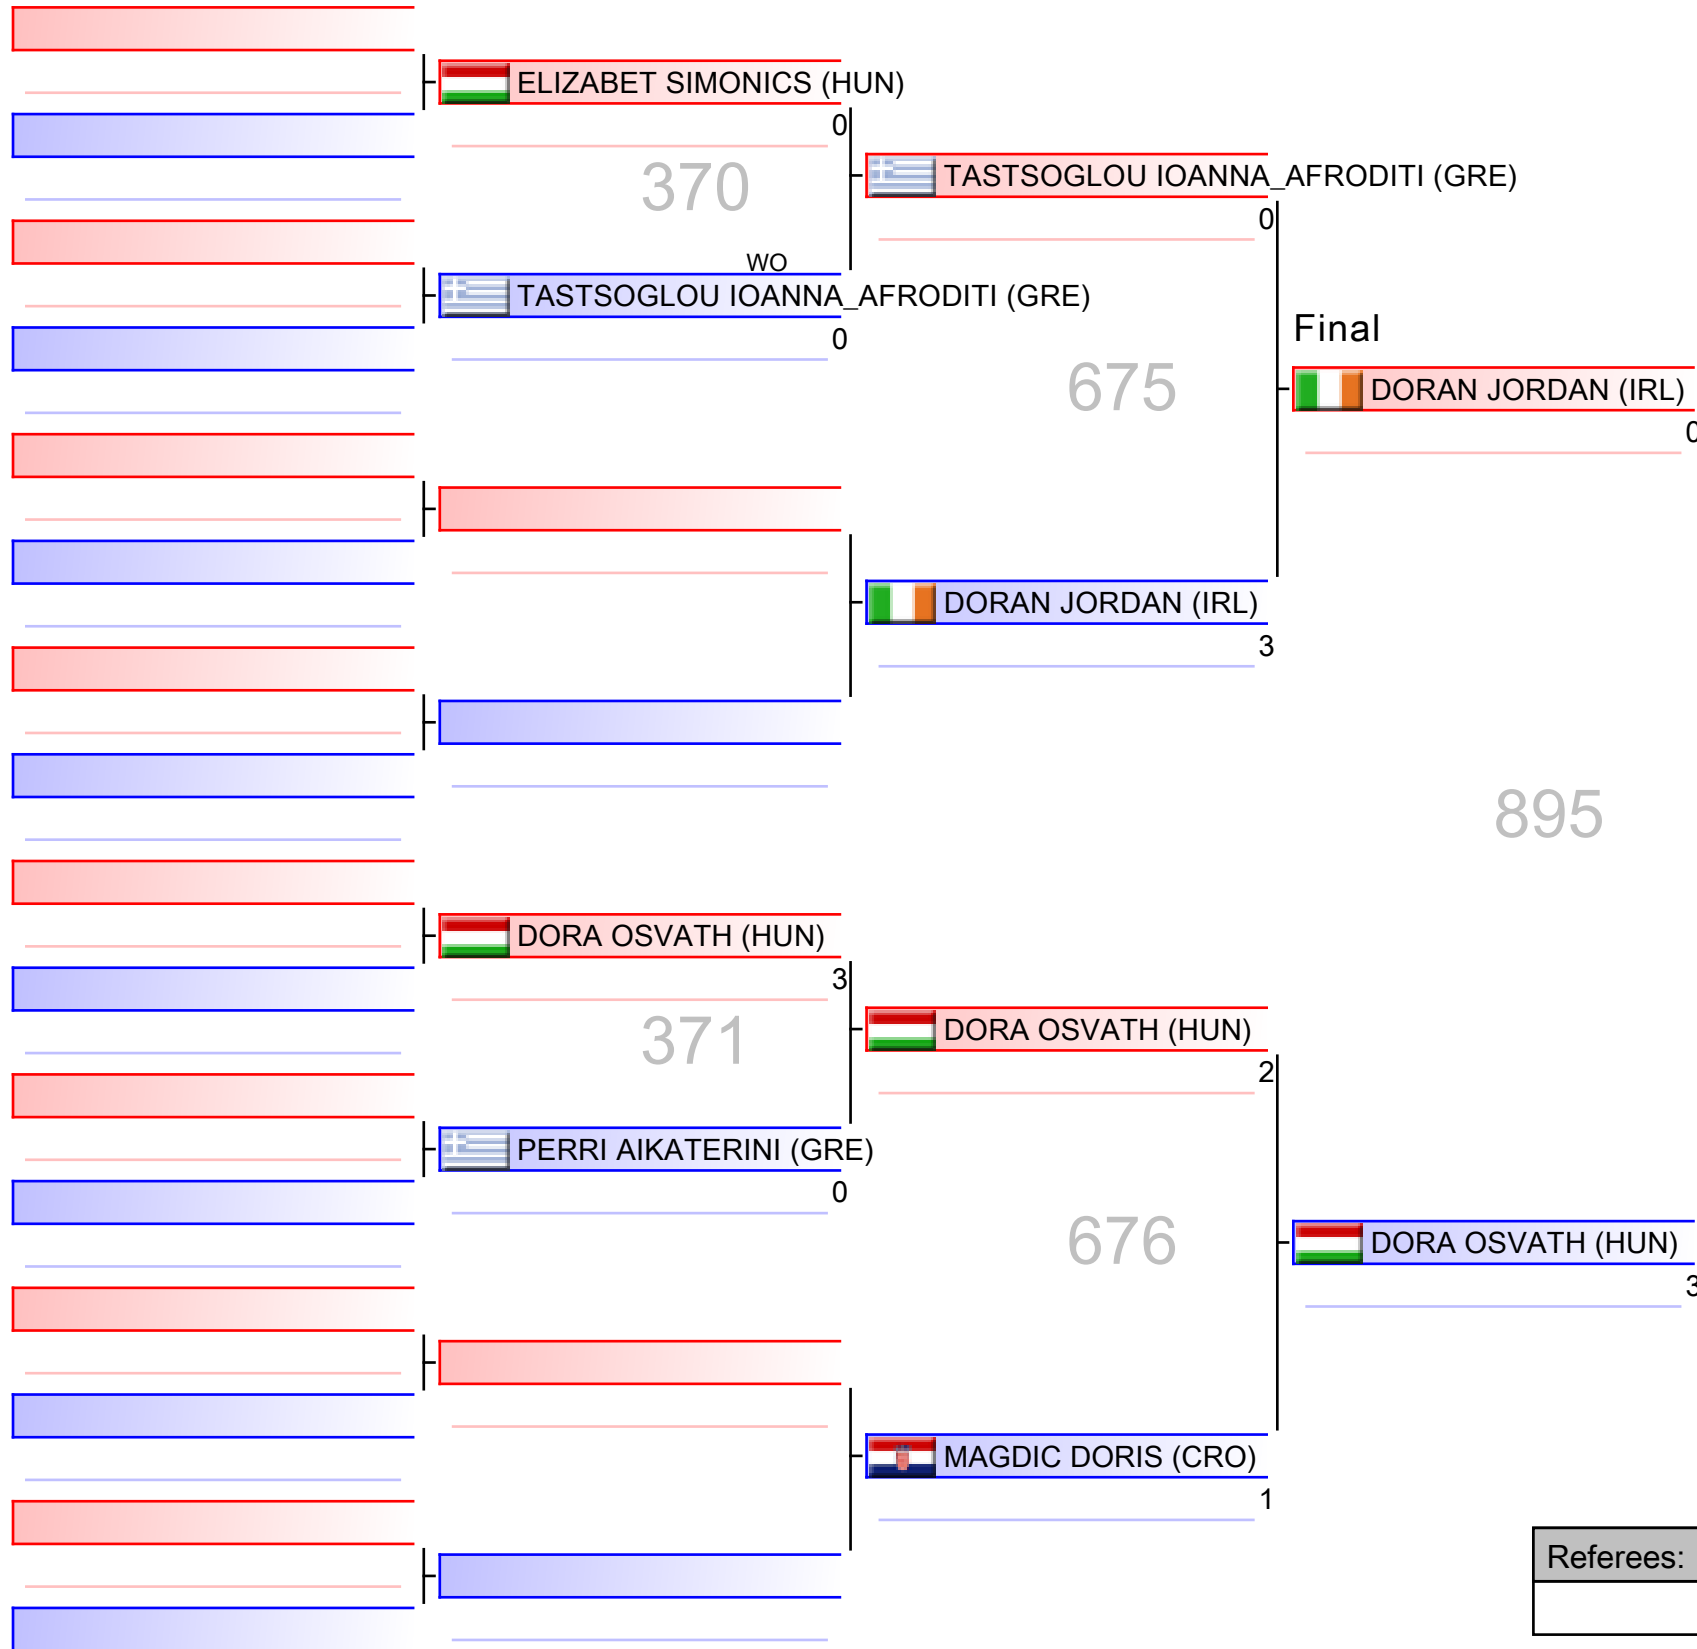 ELIZABET SIMONICS (HUN)
0
370
TASTSOGLOU IOANNA_AFRODITI (GRE)
0
WO
TASTSOGLOU IOANNA_AFRODITI (GRE)
0
Final
675
DORAN JORDAN (IRL)
0
DORAN JORDAN (IRL)
3
895
DORA OSVATH (HUN)
3
371
DORA OSVATH (HUN)
2
PERRI AIKATERINI (GRE)
0
676
DORA OSVATH (HUN)
3
MAGDIC DORIS (CRO)
1
Referees: